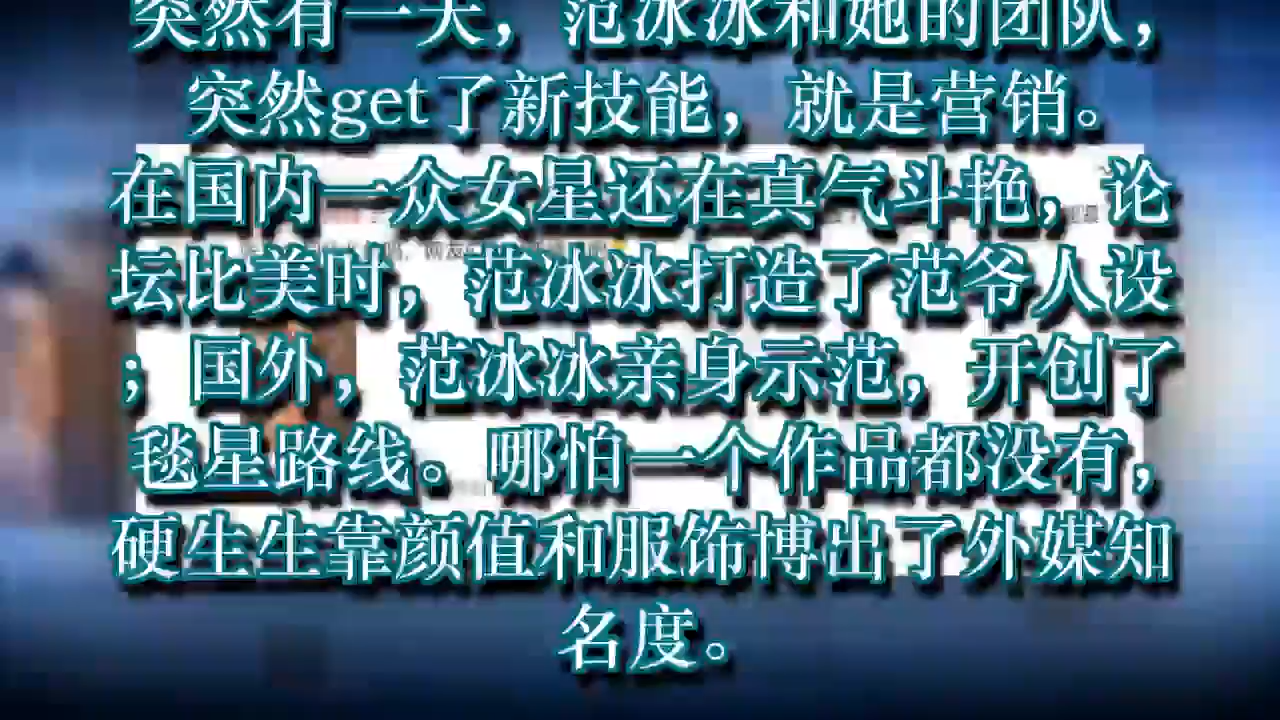 突然有一天，范冰冰和她的团队，
突然get了新技能，就是营销。
在国内一众女星还在真气斗艳，论
坛比美时，范冰冰打造了范爷人设
；国外，范冰冰亲身示范，开创了
毯星路线。哪怕一个作品都没有，
硬生生靠颜值和服饰博出了外媒知
名度。